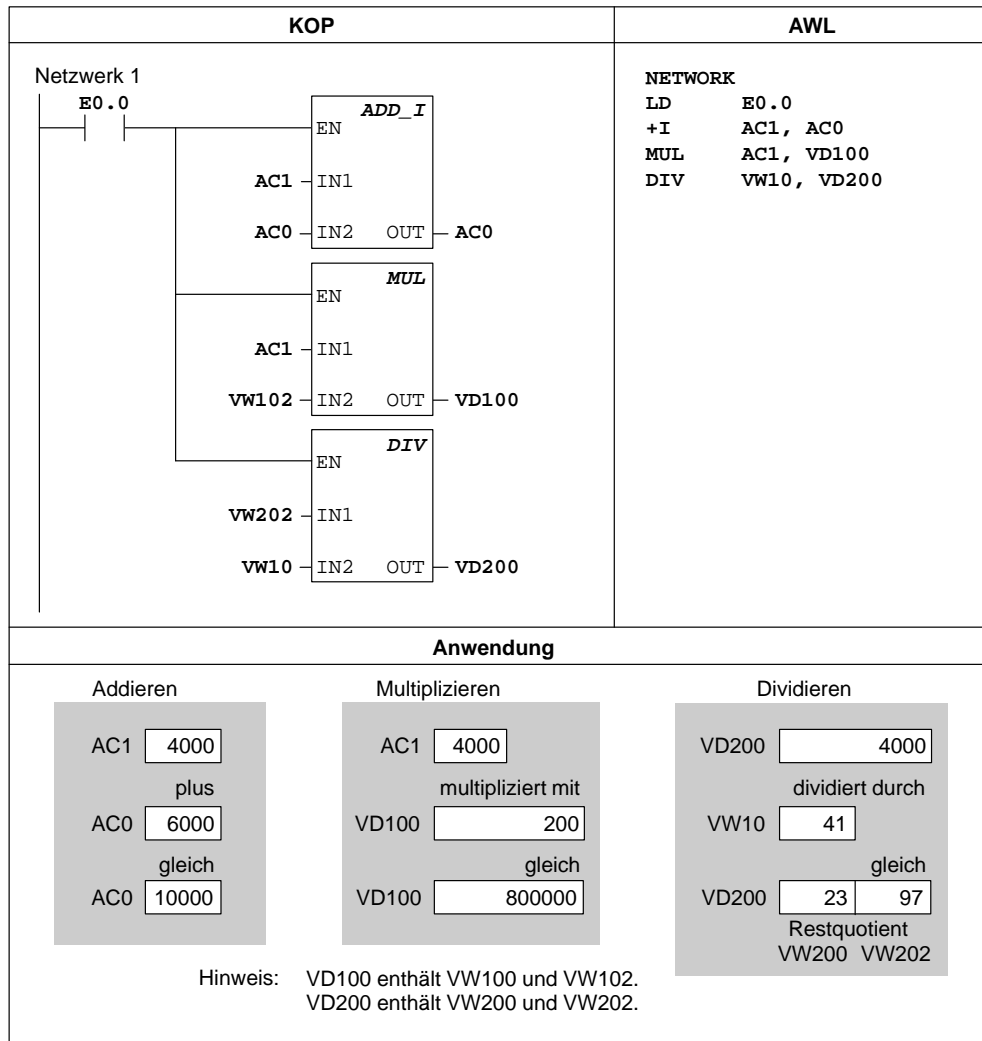 KOP
AWL
Netzwerk 1
E0.0
ADD_I
EN
AC1 IN1
AC0 IN2 OUT AC0
MUL
EN
AC1 IN1
VW102 IN2 OUT VD100
DIV
EN
VW202 IN1
VW10 IN2 OUT VD200
NETWORK
LD E0.0
+I AC1, AC0
MUL AC1, VD100
DIV VW10, VD200
Anwendung
Addieren
AC1 4000
plus
AC0 6000
gleich
AC0 10000
Multiplizieren
AC1 4000
multipliziert mit
VD100 200
gleich
VD100 800000
Dividieren
VD200 4000
dividiert durch
VW10 41
gleich
VD200 23 97
Restquotient
VW200 VW202
Hinweis: VD100 enthält VW100 und VW102.
VD200 enthält VW200 und VW202.